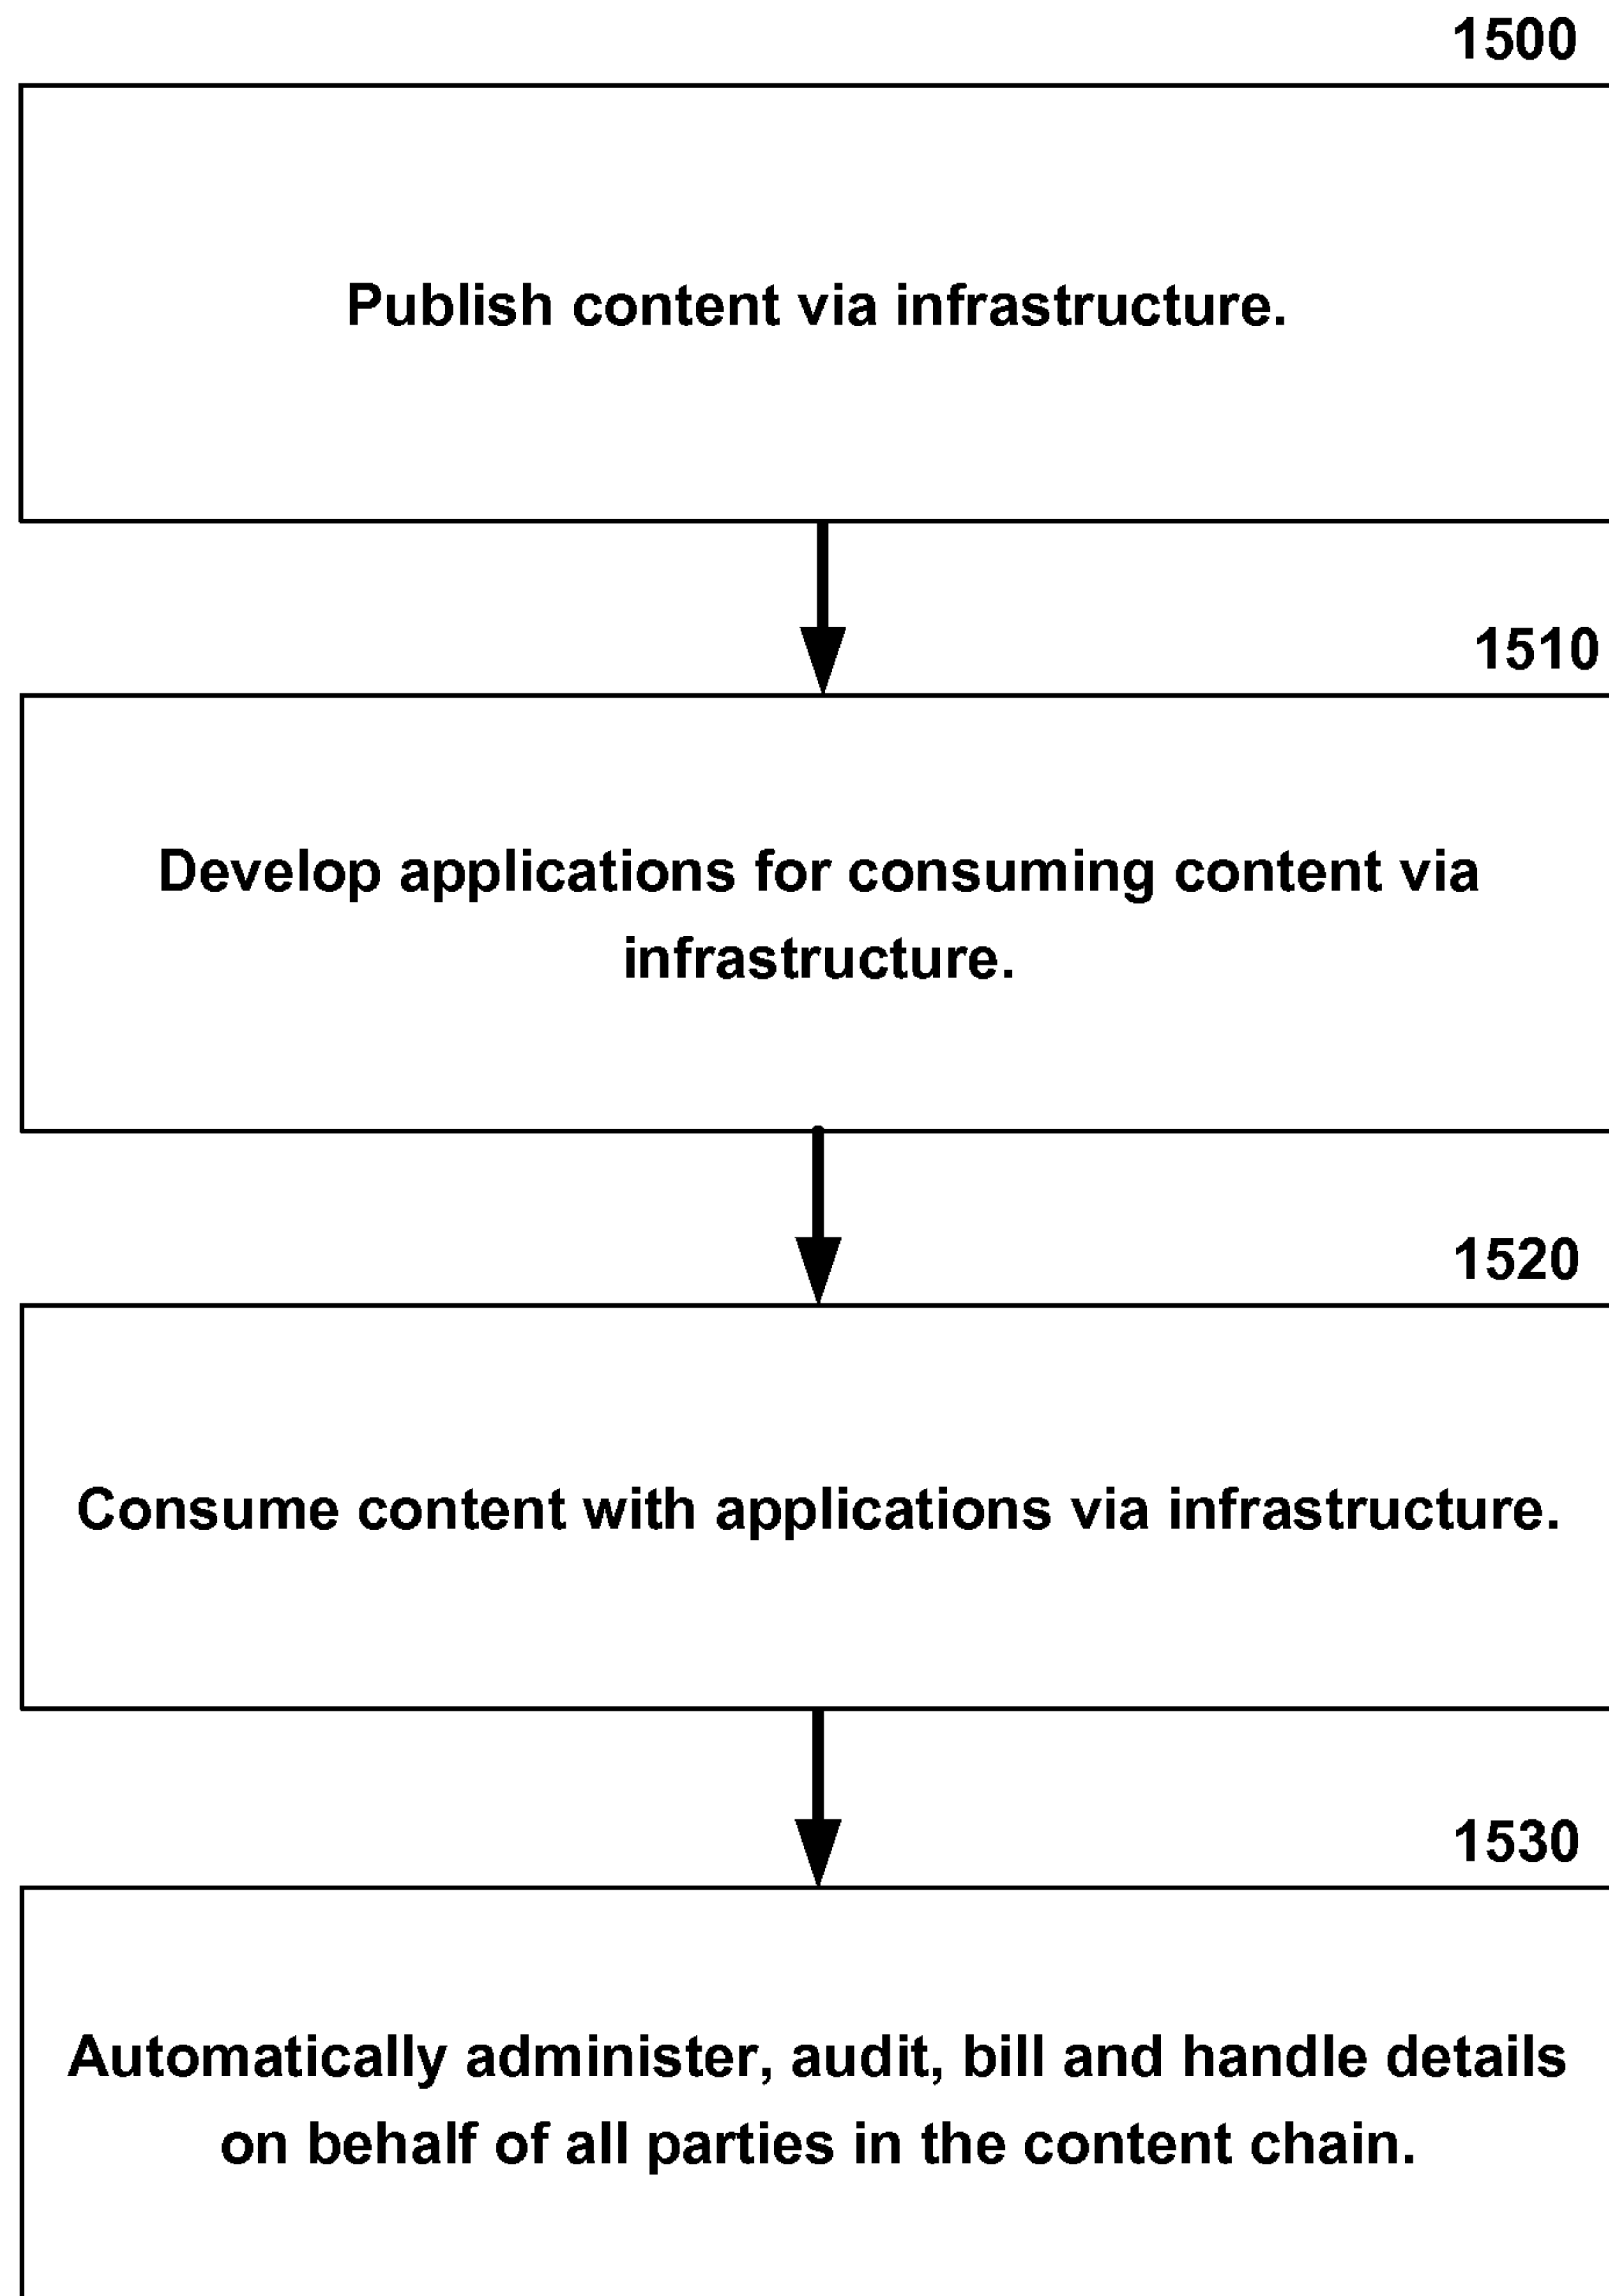 1500
Publish content via infrastructure.
1510
Develop applications for consuming content via
infrastructure.
1520
Consume content with applications via infrastructure.
1530
Automatically administer, audit, bill and handle details
on behalf of all parties in the content chain.